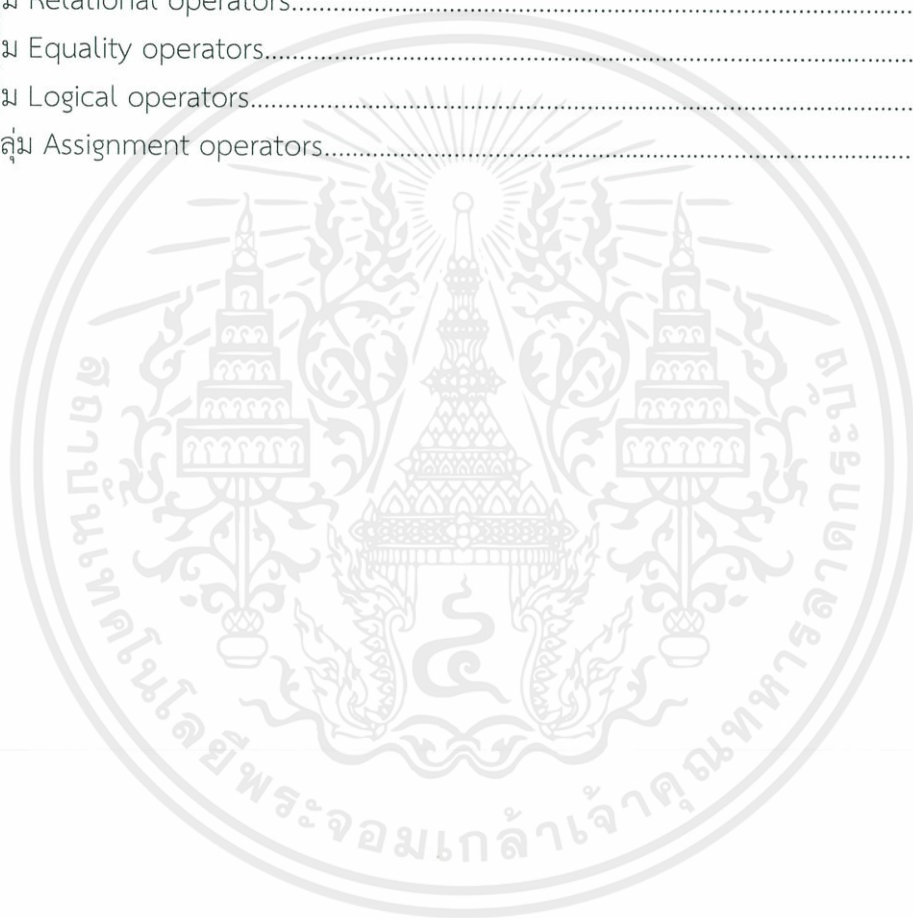 ม Relational operators
ม Equality operators
ม Logical operators
ลุ่ม Assignment operators
สถาบันเทคโนโลยีพระจอมเกล้าเจ้าคุณทหารลาดกระบัง
๔